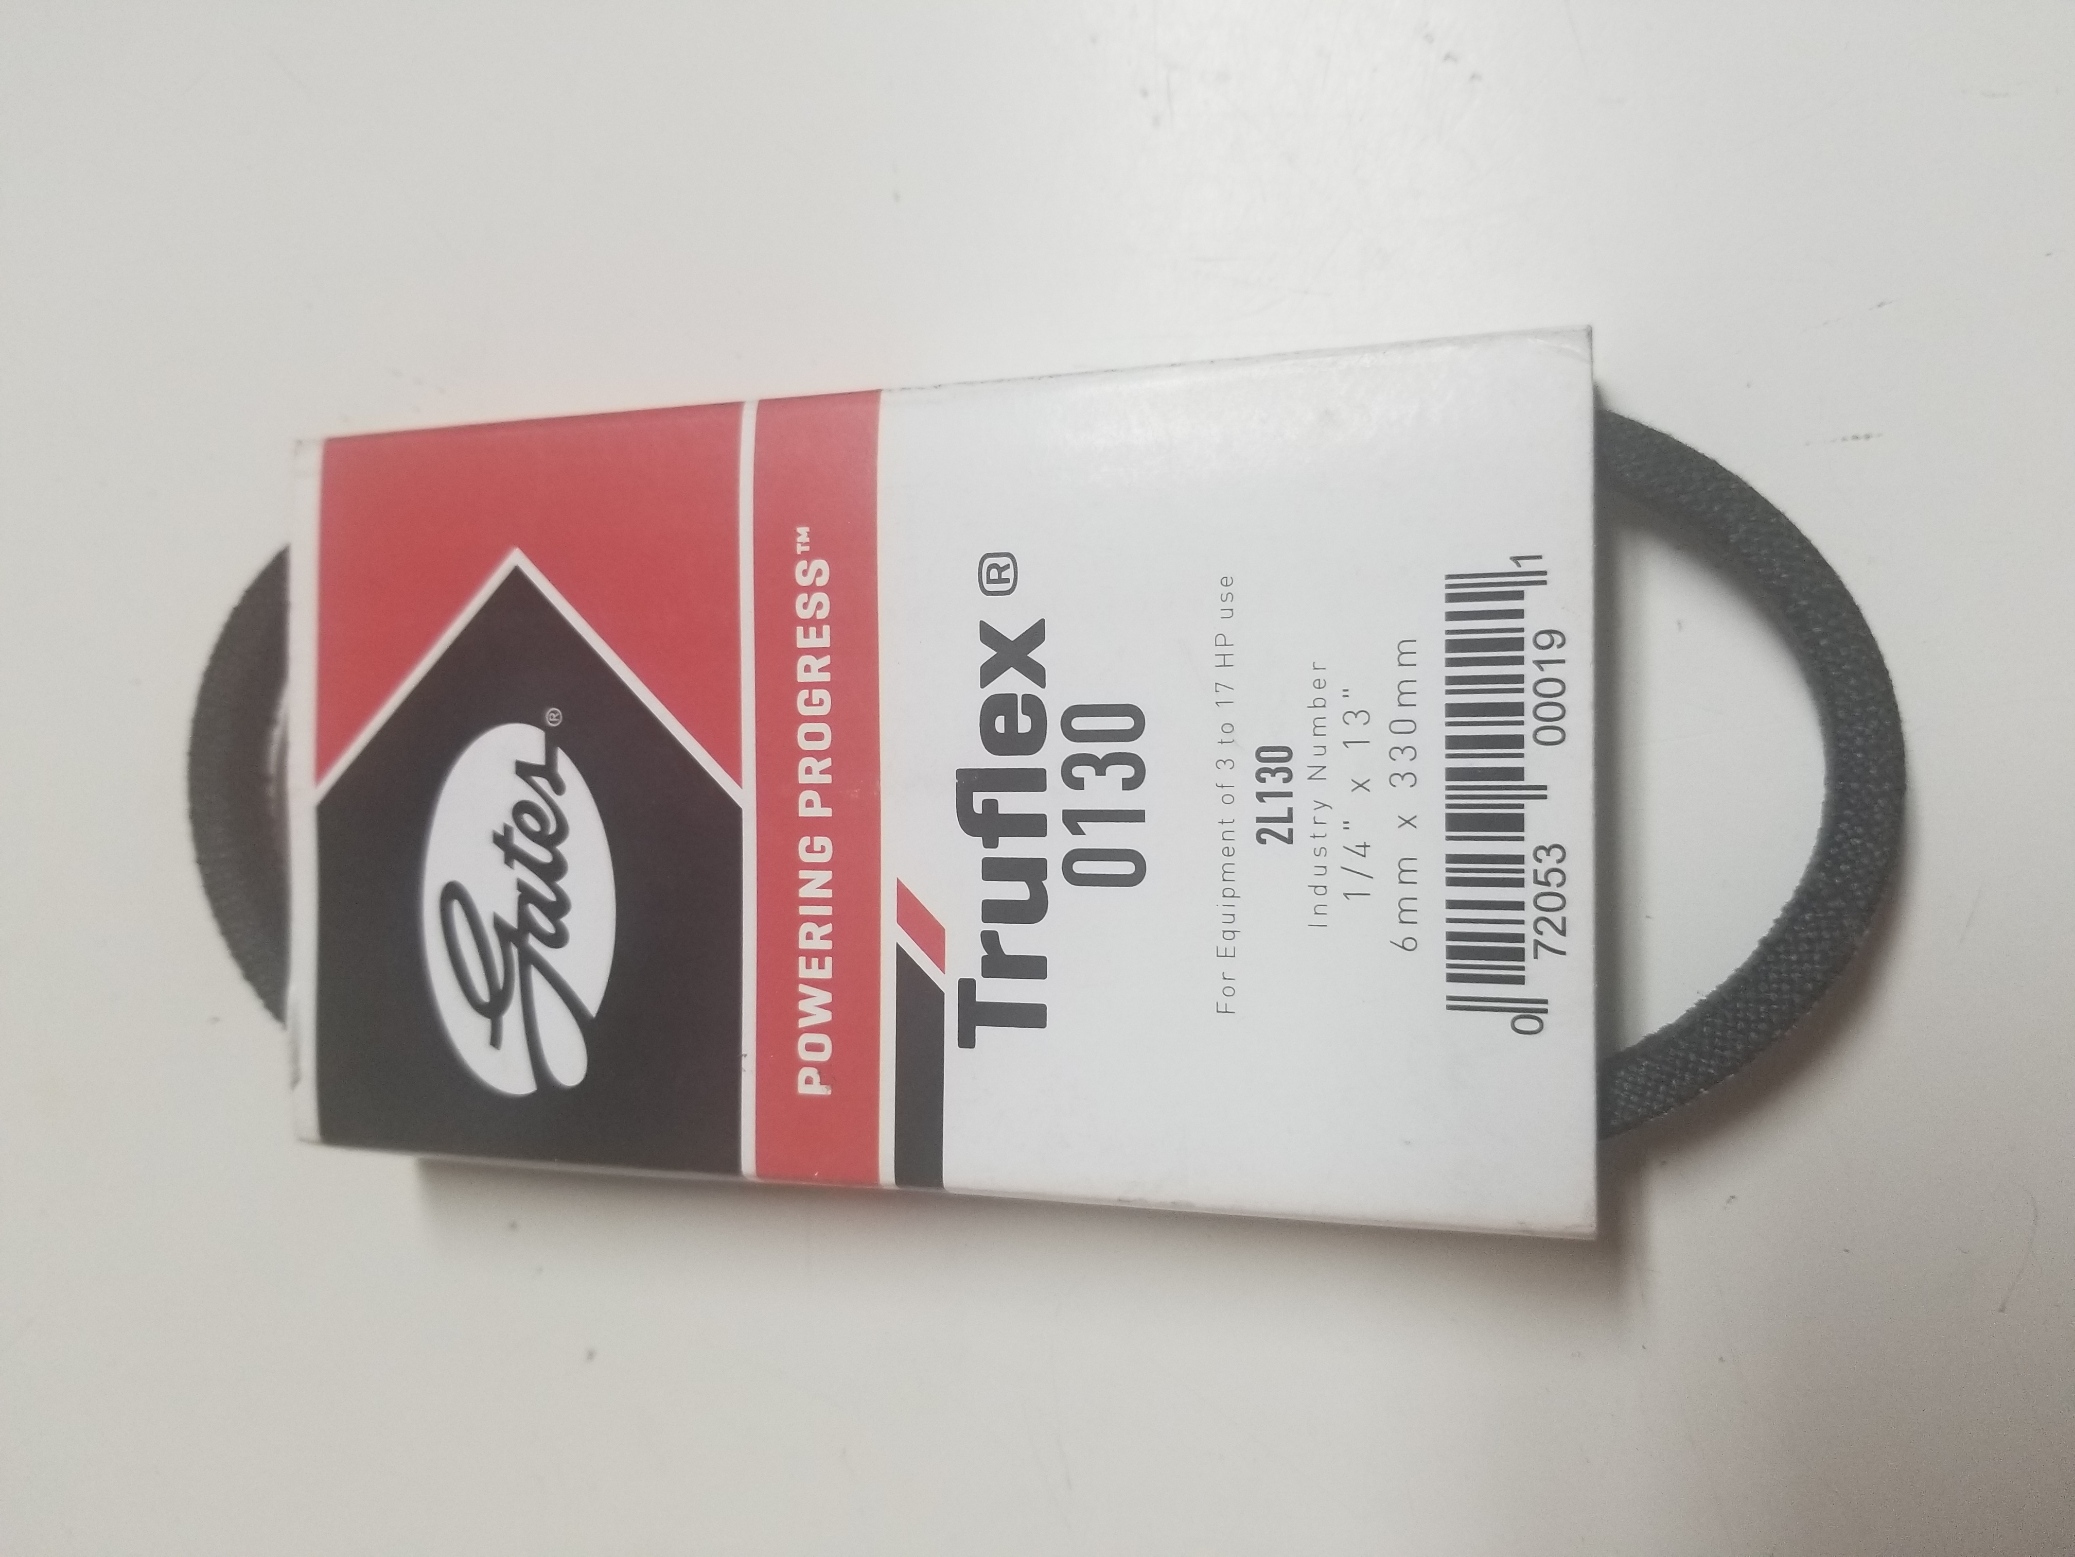 Gates®
POWERING PROGRESS™
Truflex®
0130
For Equipment of 3 to 17 HP use
2L130
Industry Number
1/4" x 13"
6mm x 330mm
0 72053 00019 1